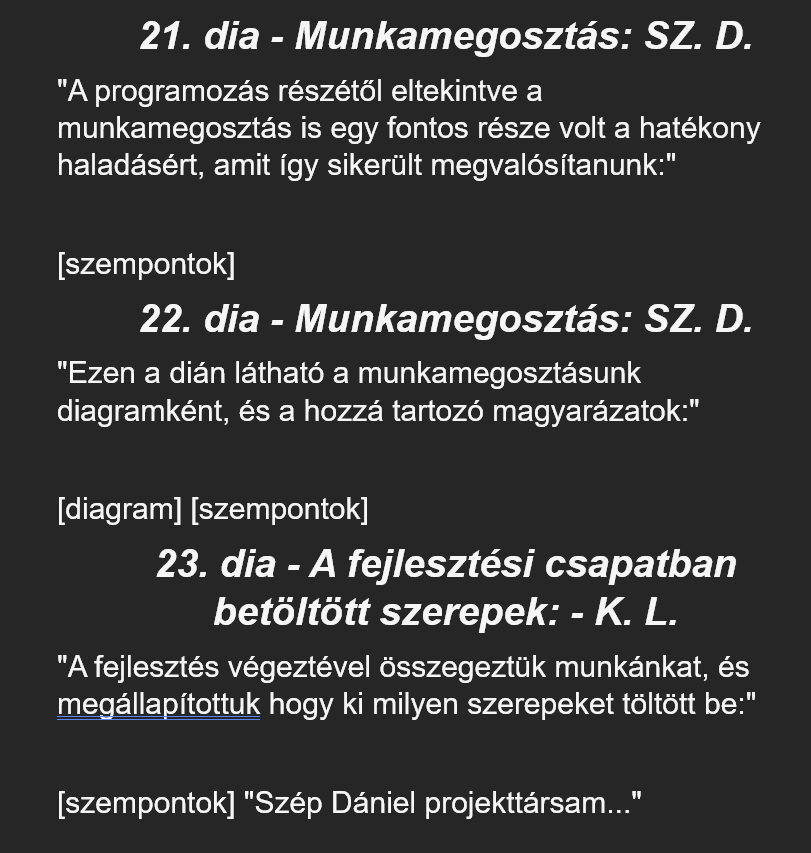 21. dia - Munkamegosztás: SZ. D.
"A programozás részétől eltekintve a
munkamegosztás is egy fontos része volt a hatékony
haladásért, amit így sikerült megvalósítanunk:"
[szempontok]
22. dia - Munkamegosztás: SZ. D.
"Ezen a dián látható a munkamegosztásunk
diagramként, és a hozzá tartozó magyarázatok:"
[diagram] [szempontok]
23. dia - A fejlesztési csapatban
betöltött szerepek: - K. L.
"A fejlesztés végeztével összegeztük munkánkat, és
megállapítottuk hogy ki milyen szerepeket töltött be:"
[szempontok] "Szép Dániel projekttársam..."